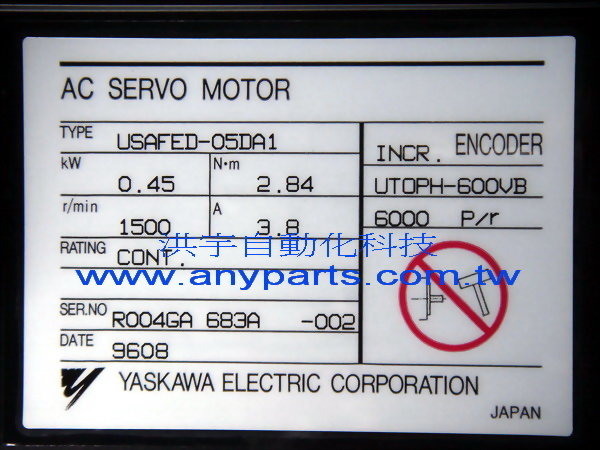 AC SERVO MOTOR
TYPE USAFED-05DA1
INCR. ENCODER
kW 0.45 N·m 2.84
UTOPH-600VB
r/min 1500 A 3.8
6000 P/r
洪宇自動化科技
RATING CONT.
www.anyparts.com.tw
SER.NO R004GA 683A -002
DATE 9608
YASKAWA ELECTRIC CORPORATION
JAPAN